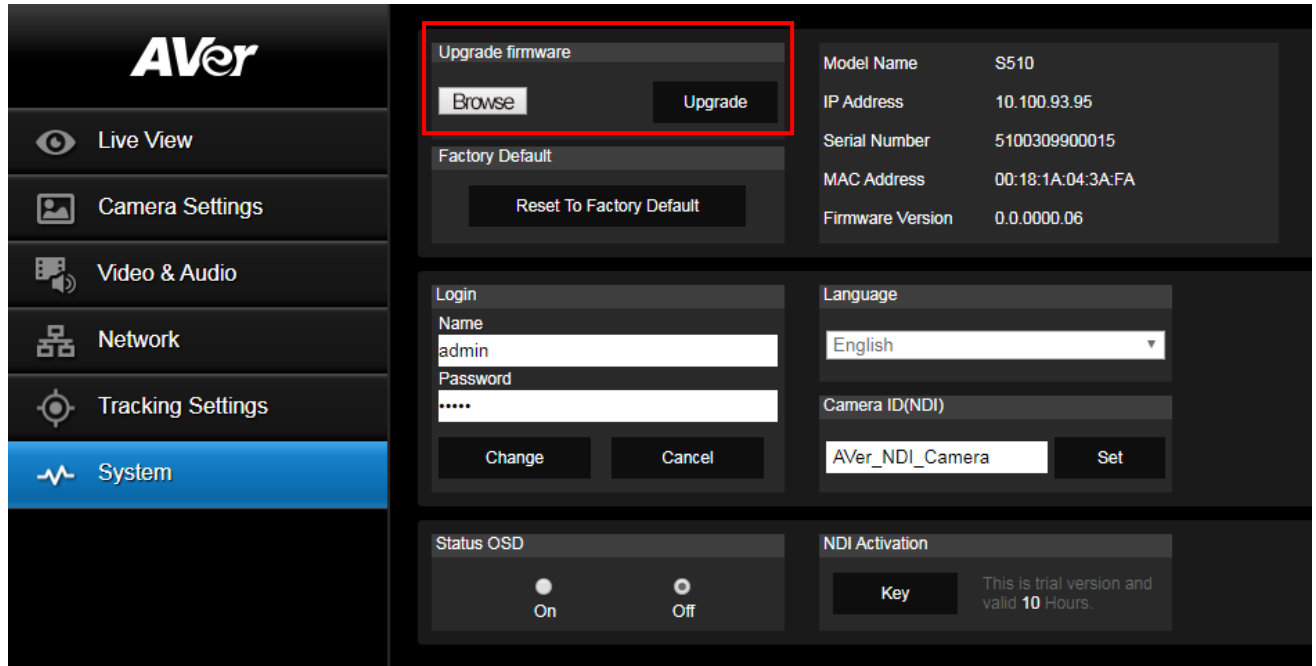 AVer
Live View
Camera Settings
Video & Audio
Network
Tracking Settings
System
Upgrade firmware
Browse
Upgrade
Factory Default
Reset To Factory Default
Model Name S510
IP Address 10.100.93.95
Serial Number 5100309900015
MAC Address 00:18:1A:04:3A:FA
Firmware Version 0.0.0000.06
Login
Name
admin
Password
•••••
Change
Cancel
Language
English
Camera ID(NDI)
AVer_NDI_Camera
Set
Status OSD
On
Off
NDI Activation
Key
This is trial version and
valid 10 Hours.